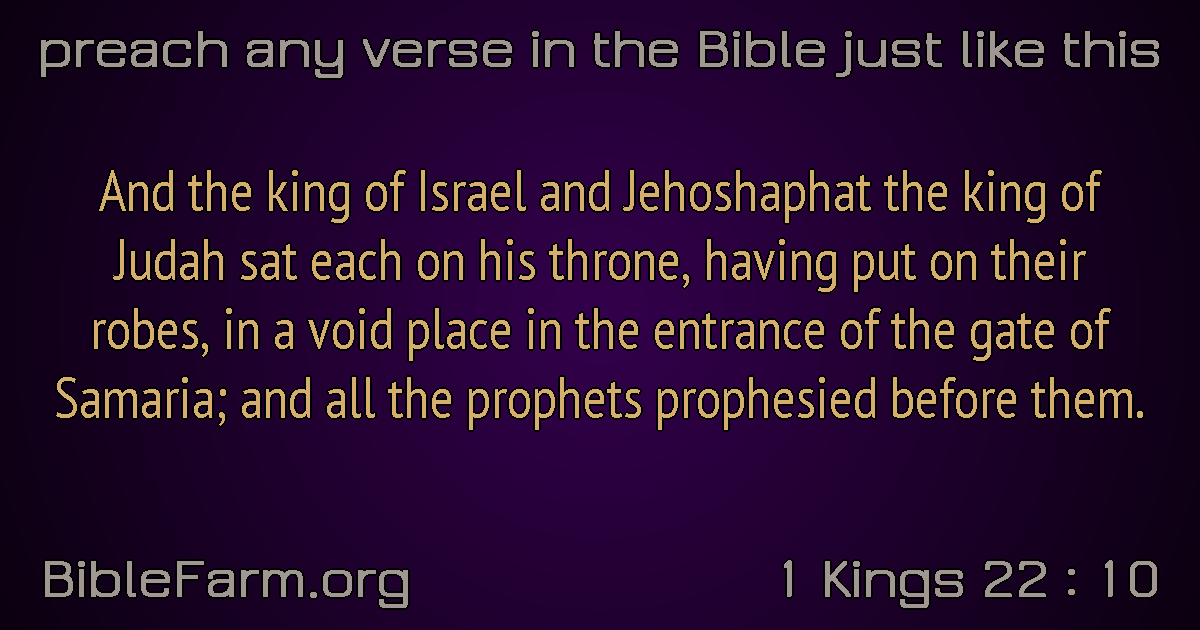 preach any verse in the Bible just like this
And the king of Israel and Jehoshaphat the king of
Judah sat each on his throne, having put on their
robes, in a void place in the entrance of the gate of
Samaria; and all the prophets prophesied before them.
BibleFarm.org
1 Kings 22 : 10